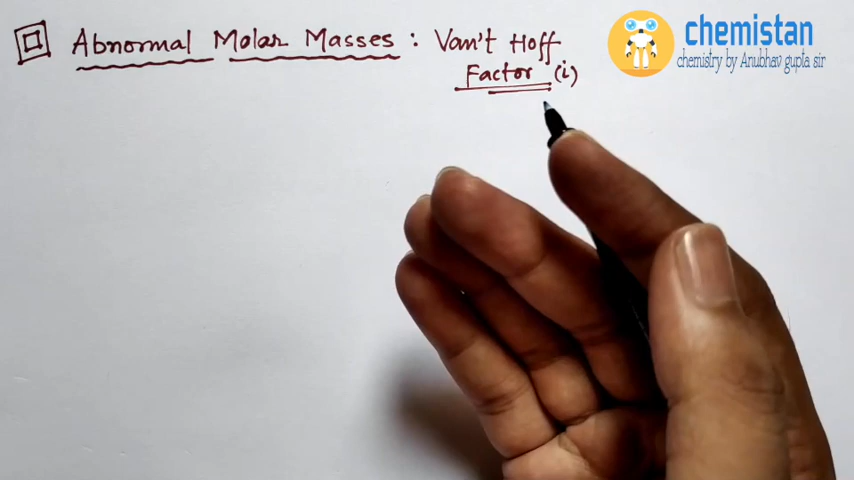 Abnormal Molar Masses : Van't Hoff
Factor (i)
chemistan
chemistry by Anubhav gupta sir